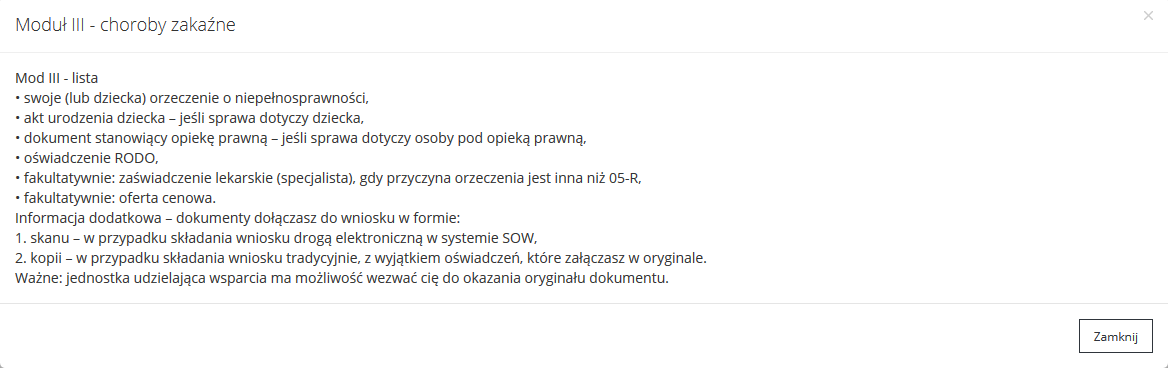 Moduł III - choroby zakaźne
×
Mod III - lista
• swoje (lub dziecka) orzeczenie o niepełnosprawności,
• akt urodzenia dziecka – jeśli sprawa dotyczy dziecka,
• dokument stanowiący opiekę prawną – jeśli sprawa dotyczy osoby pod opieką prawną,
• oświadczenie RODO,
• fakultatywnie: zaświadczenie lekarskie (specjalista), gdy przyczyna orzeczenia jest inna niż 05-R,
• fakultatywnie: oferta cenowa.
Informacja dodatkowa – dokumenty dołączasz do wniosku w formie:
1. skanu – w przypadku składania wniosku drogą elektroniczną w systemie SOW,
2. kopii – w przypadku składania wniosku tradycyjnie, z wyjątkiem oświadczeń, które załączasz w oryginale.
Ważne: jednostka udzielająca wsparcia ma możliwość wezwać cię do okazania oryginału dokumentu.
Zamknij